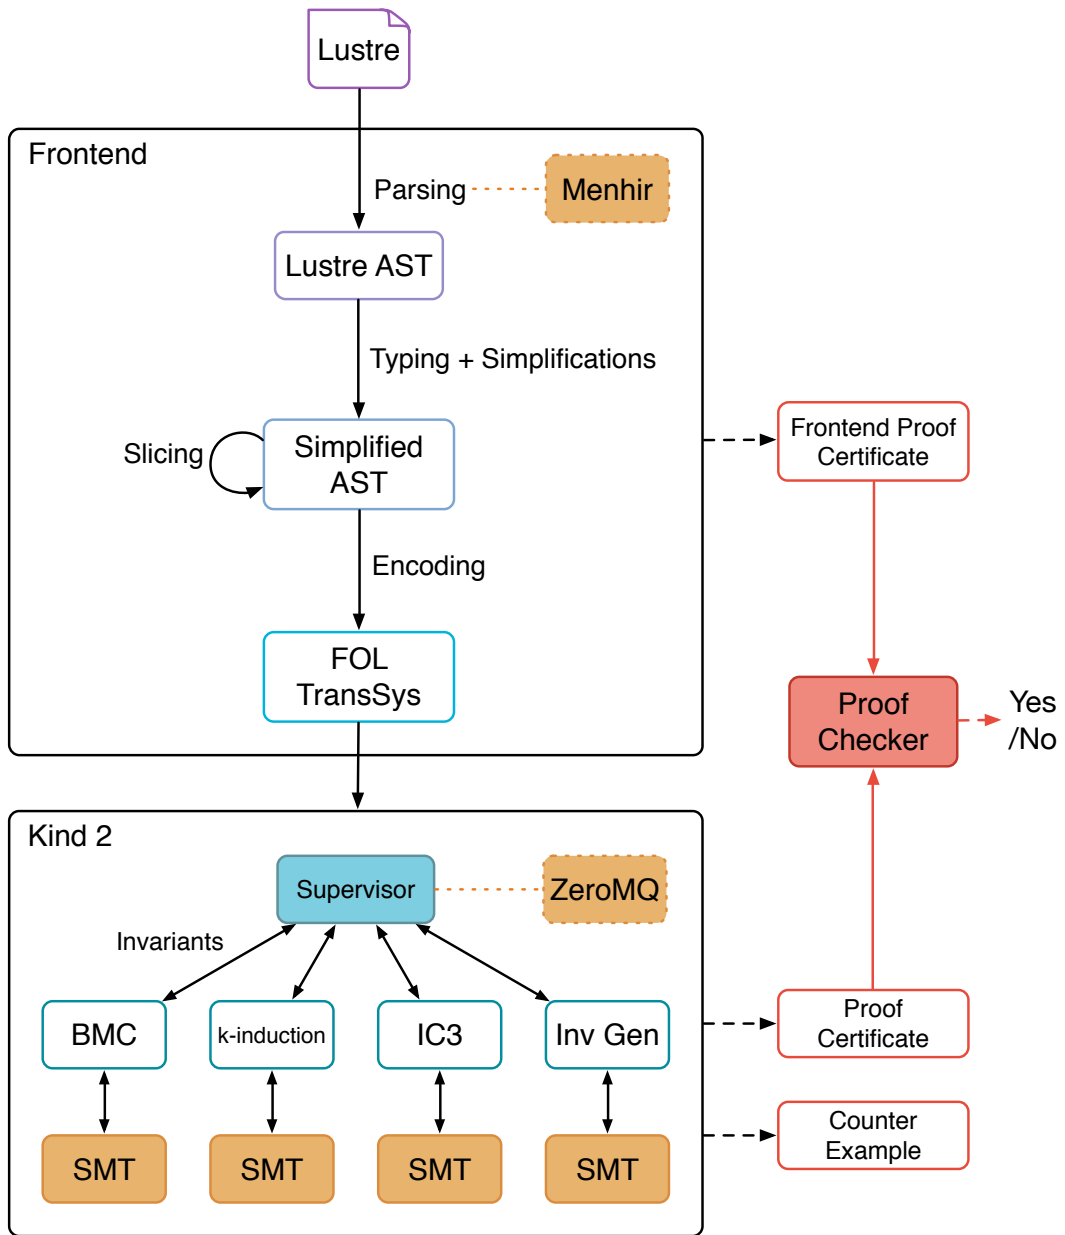 Lustre
Frontend
Parsing
Menhir
Lustre AST
Typing + Simplifications
Slicing
Simplified
AST
Frontend Proof
Certificate
Encoding
FOL
TransSys
Proof
Checker
Yes
/No
Kind 2
Supervisor
ZeroMQ
Invariants
BMC
k-induction
IC3
Inv Gen
Proof
Certificate
SMT
SMT
SMT
SMT
Counter
Example